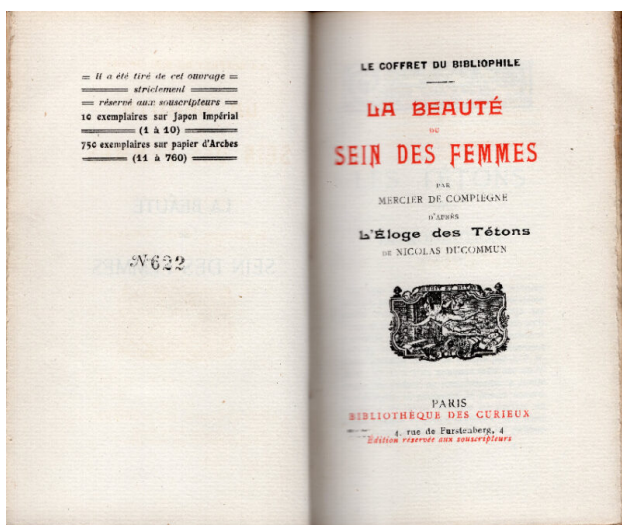 Il a été tiré de cet ouvrage
strictement
réservé aux souscripteurs
10 exemplaires sur Japon Impérial
(1 à 10)
750 exemplaires sur papier d'Arches
(11 à 760)
Nº 622
LE COFFRET DU BIBLIOPHILE
LA BEAUTÉ
DU
SEIN DES FEMMES
PAR
MERCIER DE COMPIÈGNE
D'APRÈS
L'Éloge des Tétons
DE NICOLAS DUCOMMUN
PARIS
BIBLIOTHÈQUE DES CURIEUX
4, rue de Furstenberg, 4
Édition réservée aux souscripteurs